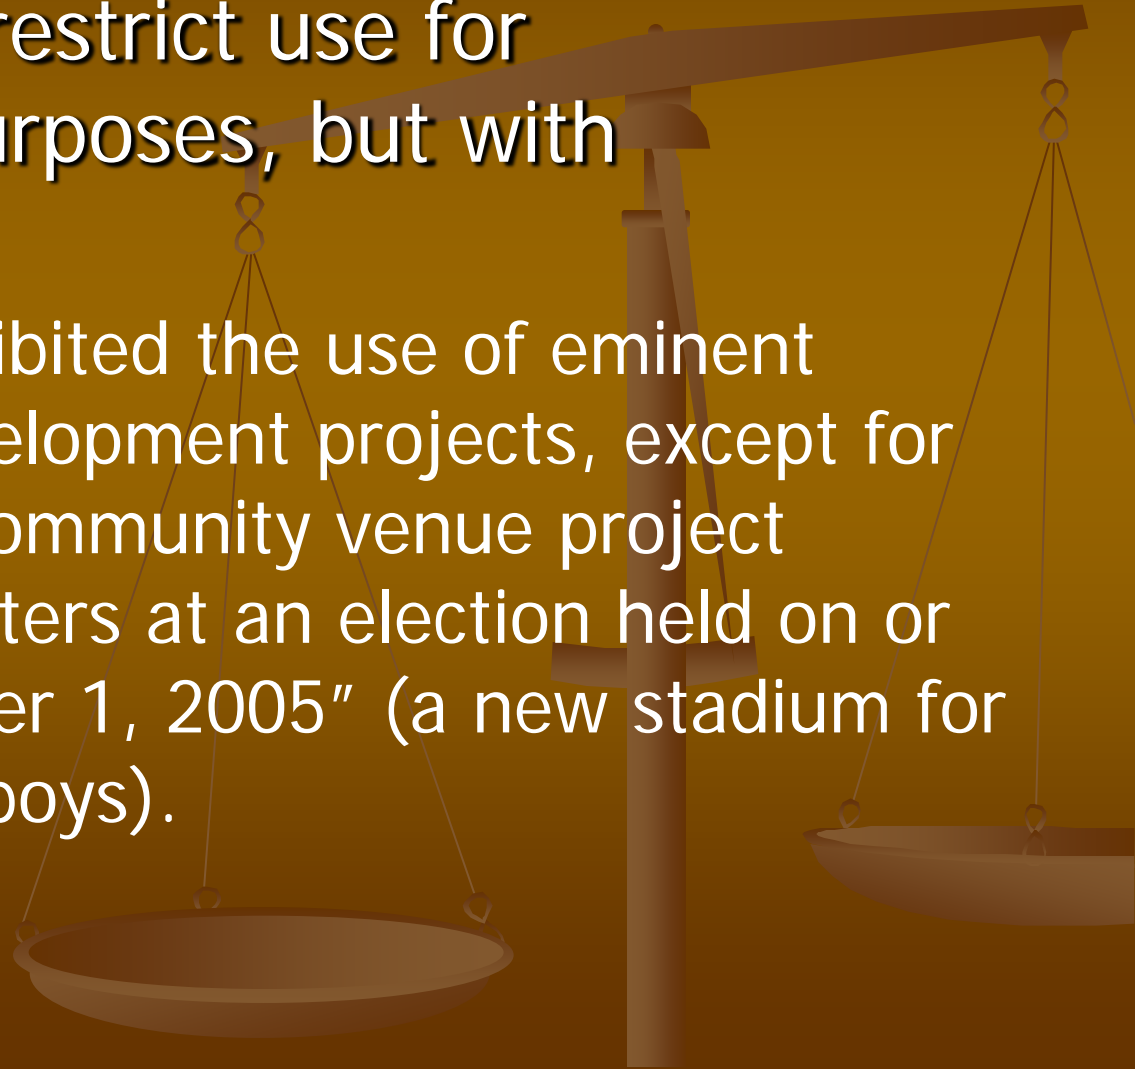 restrict use for
urposes, but with
ibited the use of eminent
elopment projects, except for
ommunity venue project
ters at an election held on or
er 1, 2005” (a new stadium for
boys).